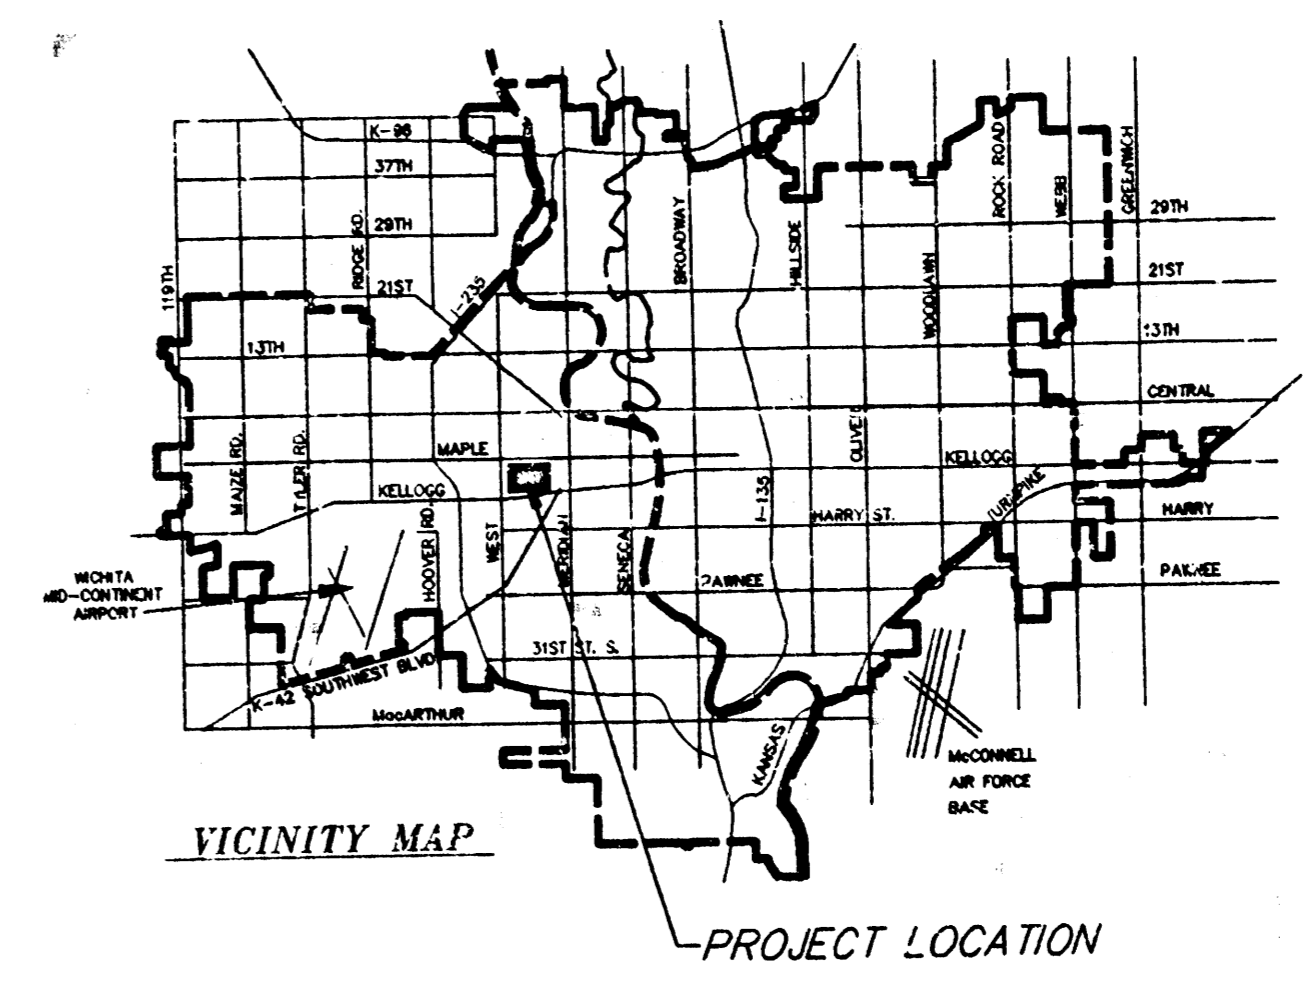 K-96
37TH
29TH
RIDGE RD.
119TH
21ST
I-235
13TH
BROADWAY
HILLSIDE
WOODLAWN
ROCK ROAD
WEBB
GREENWICH
29TH
21ST
13TH
CENTRAL
MAIZE RD.
TYLER RD.
MAPLE
KELLOGG
HOOVER RD.
WEST
MERIDIAN
SENECA
I-135
OLIVER
KELLOGG
TURNPIKE
HARRY ST.
HARRY
PAWNEE
PAWNEE
WICHITA
MID-CONTINENT
AIRPORT
31ST ST. S.
K-42 SOUTHWEST BLVD
MacARTHUR
KANSAS
McCONNELL
AIR FORCE
BASE
VICINITY MAP
PROJECT LOCATION